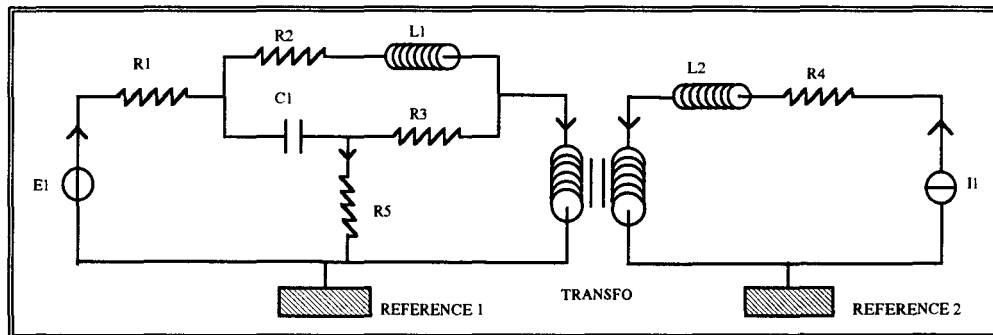 R1
R2
L1
C1
R3
L2
R4
E1
R5
I1
TRANSFO
REFERENCE 1
REFERENCE 2